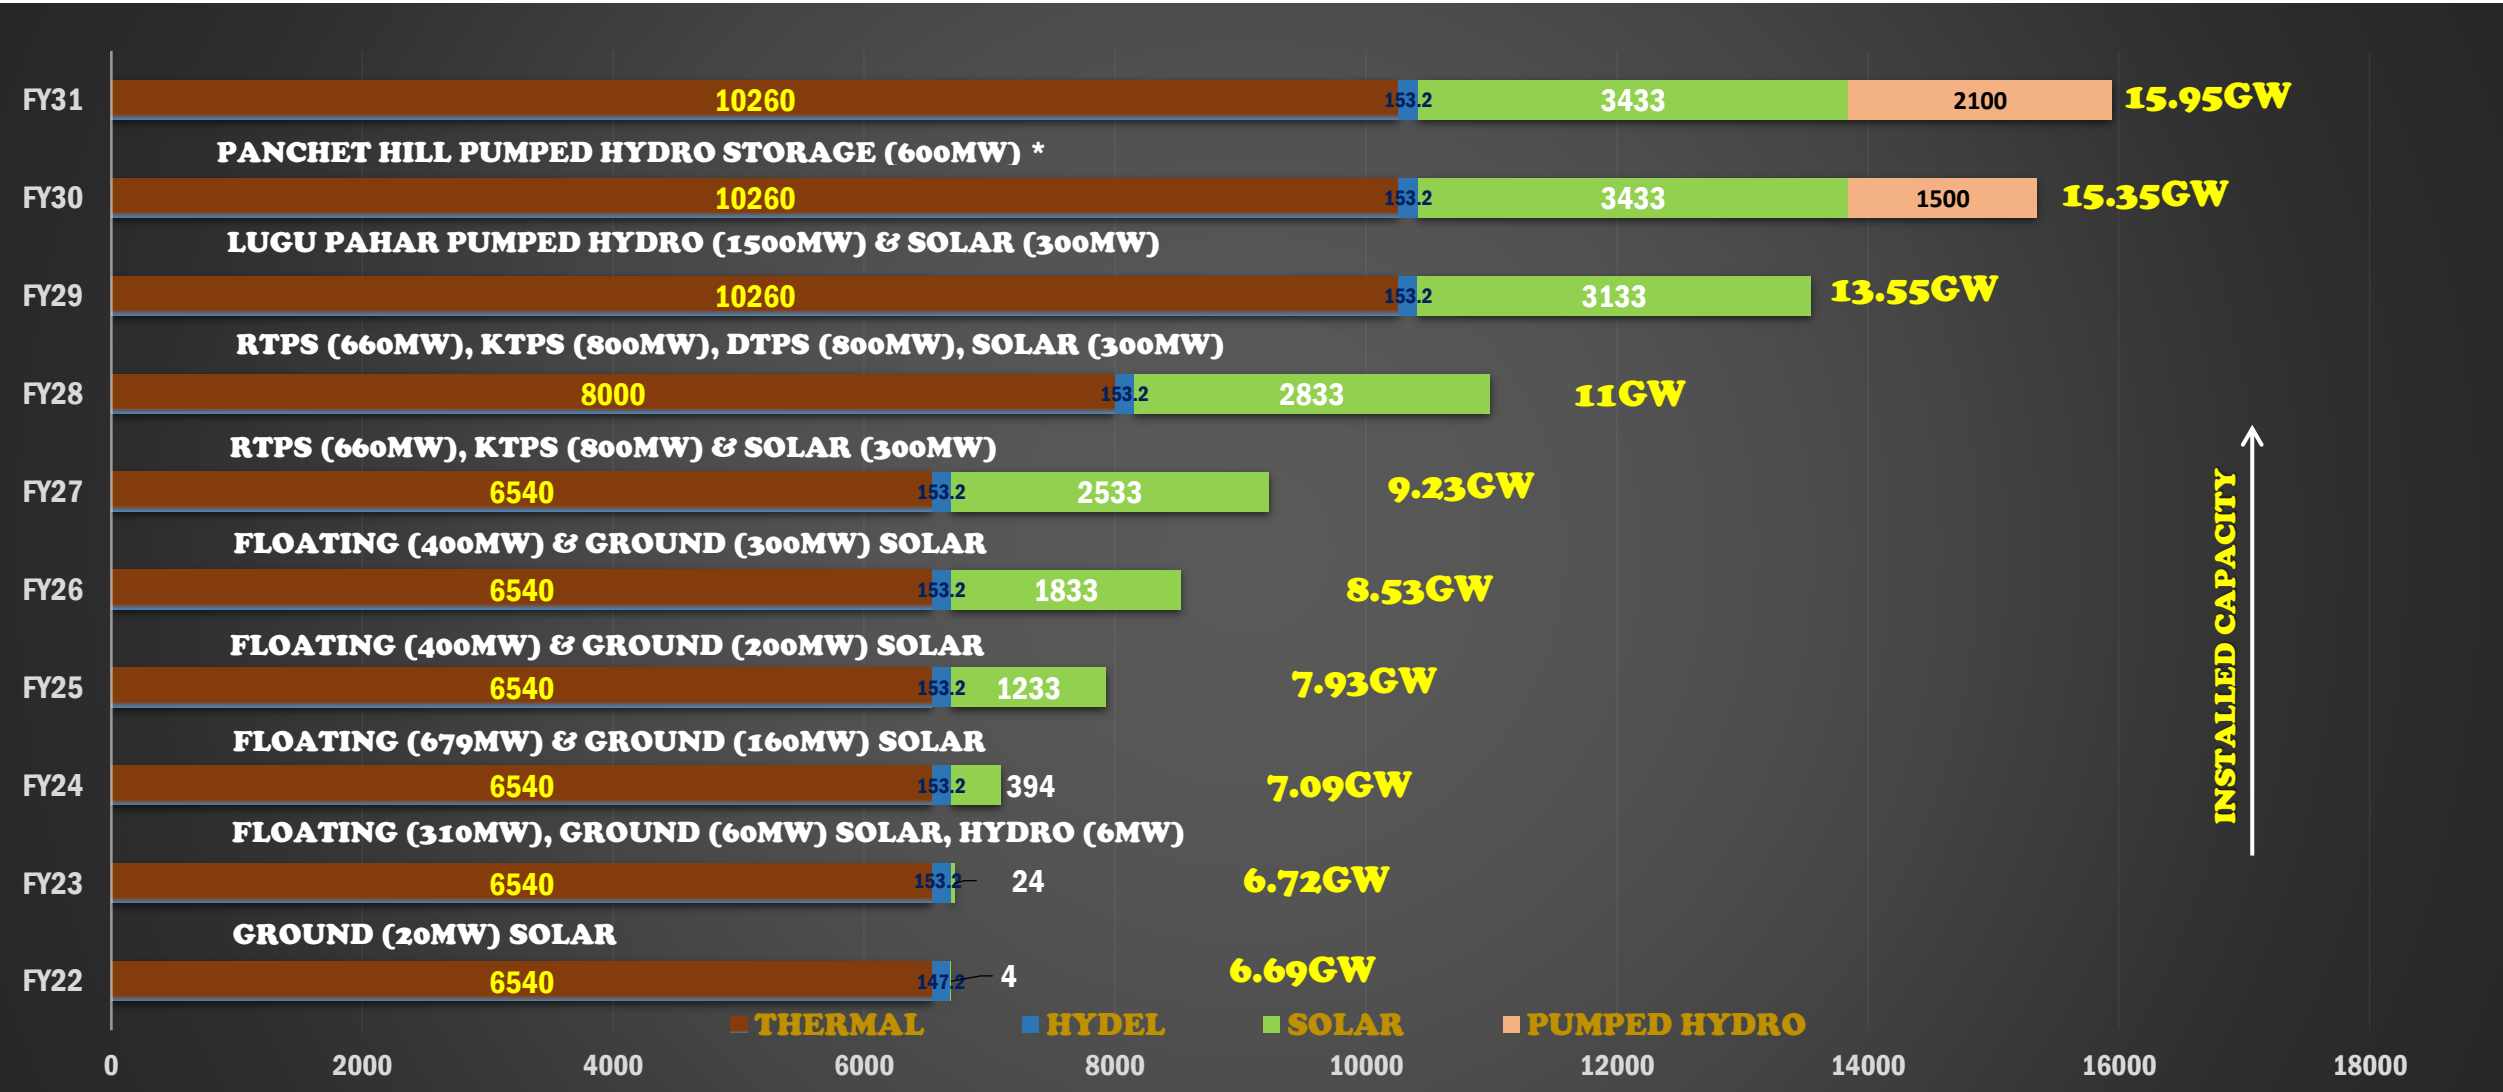 FY31 10260 153.2 3433 2100 15.95GW
PANCHET HILL PUMPED HYDRO STORAGE (600MW) *
FY30 10260 153.2 3433 1500 15.35GW
LUGU PAHAR PUMPED HYDRO (1500MW) & SOLAR (300MW)
FY29 10260 153.2 3133 13.55GW
RTPS (660MW), KTPS (800MW), DTPS (800MW), SOLAR (300MW)
FY28 8000 153.2 2833 11GW
RTPS (660MW), KTPS (800MW) & SOLAR (300MW)
FY27 6540 153.2 2533 9.23GW
FLOATING (400MW) & GROUND (300MW) SOLAR
FY26 6540 153.2 1833 8.53GW
FLOATING (400MW) & GROUND (200MW) SOLAR
FY25 6540 153.2 1233 7.93GW
FLOATING (679MW) & GROUND (160MW) SOLAR
FY24 6540 153.2 394 7.09GW
FLOATING (310MW), GROUND (60MW) SOLAR, HYDRO (6MW)
FY23 6540 153.2 24 6.72GW
GROUND (20MW) SOLAR
FY22 6540 147.2 4 6.69GW
INSTALLED CAPACITY
THERMAL HYDEL SOLAR PUMPED HYDRO
0 2000 4000 6000 8000 10000 12000 14000 16000 18000